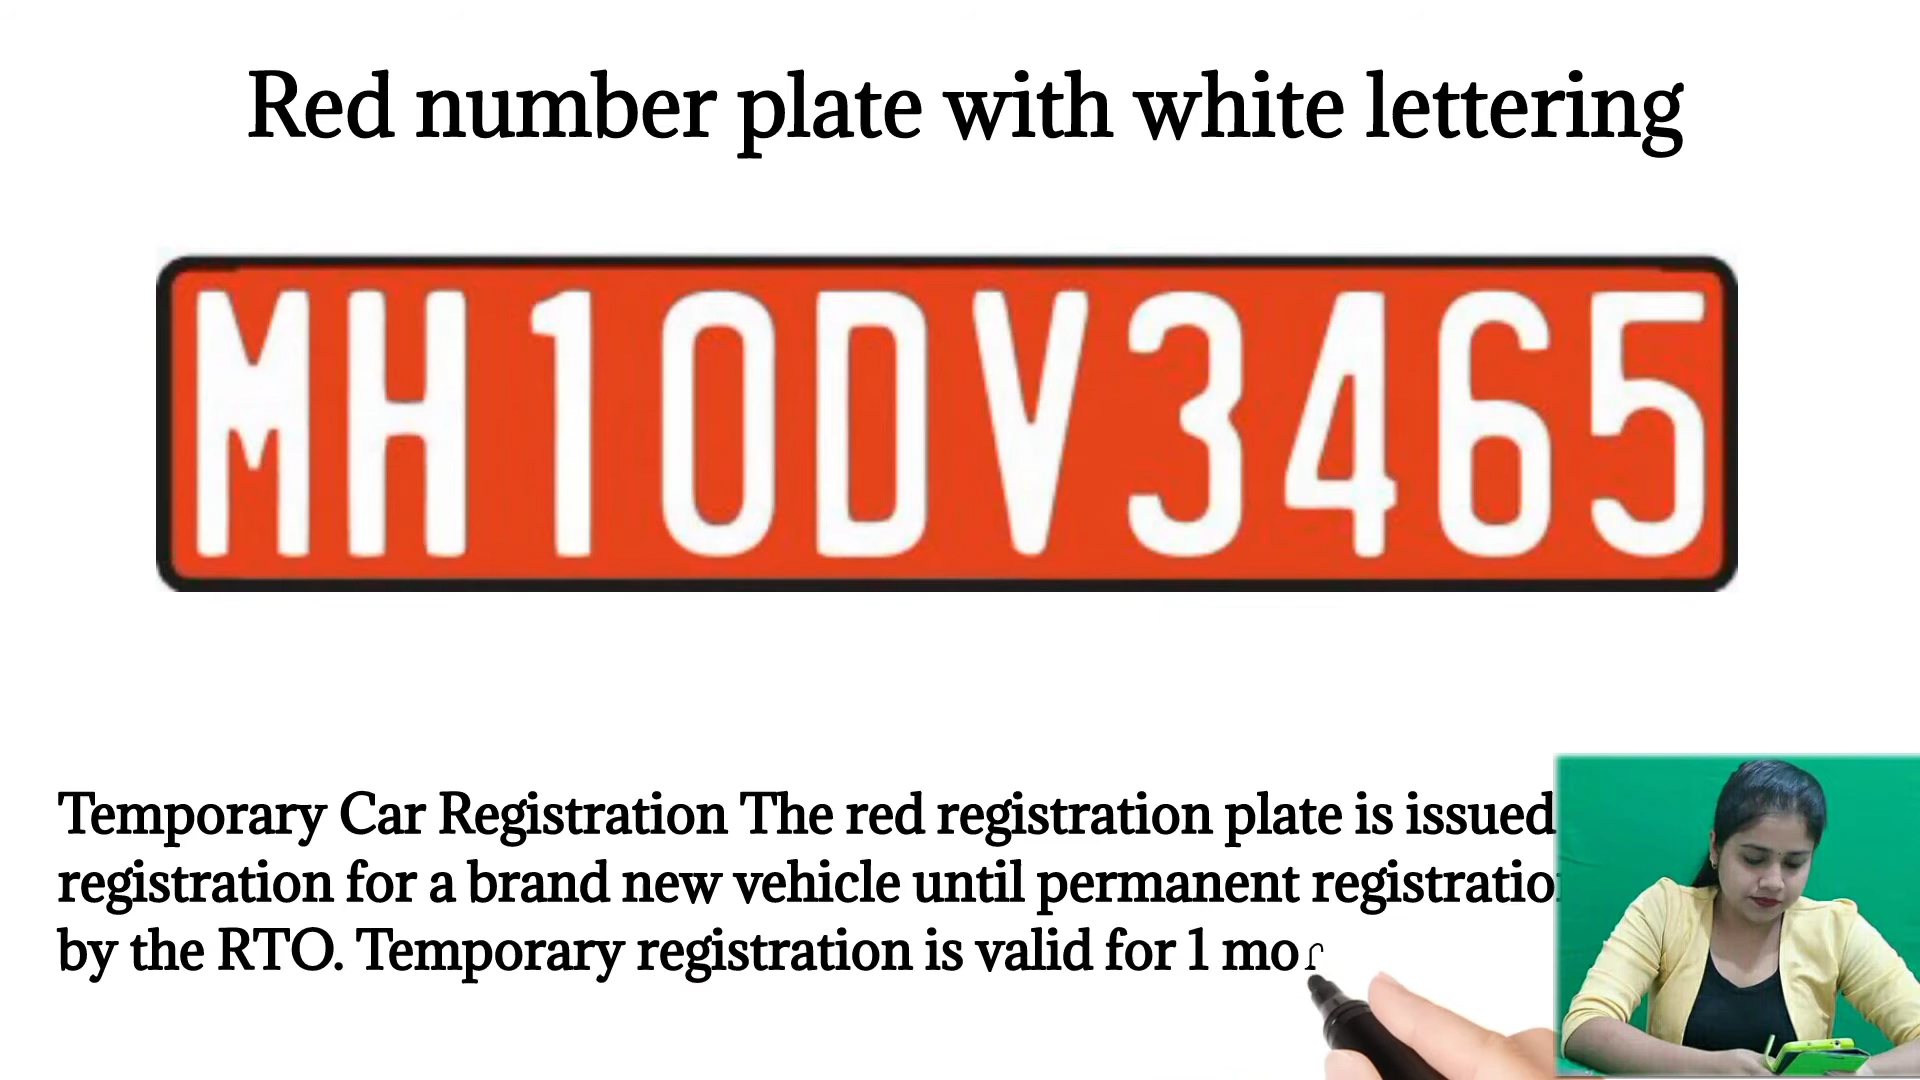 Red number plate with white lettering
MH10DV3465
Temporary Car Registration The red registration plate is issued
registration for a brand new vehicle until permanent
by the RTO. Temporary registration is valid for 1